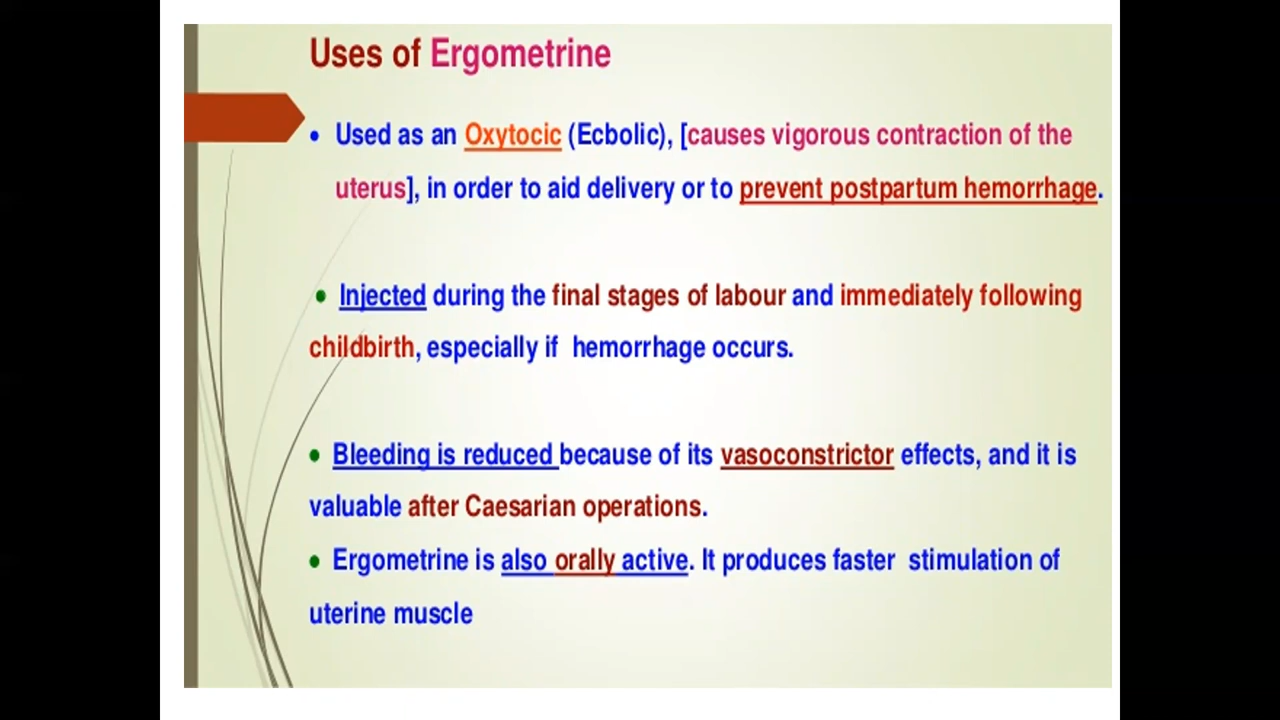 Uses of Ergometrine
• Used as an Oxytocic (Ecbolic), [causes vigorous contraction of the
uterus], in order to aid delivery or to prevent postpartum hemorrhage.
• Injected during the final stages of labour and immediately following
childbirth, especially if hemorrhage occurs.
• Bleeding is reduced because of its vasoconstrictor effects, and it is
valuable after Caesarian operations.
• Ergometrine is also orally active. It produces faster stimulation of
uterine muscle